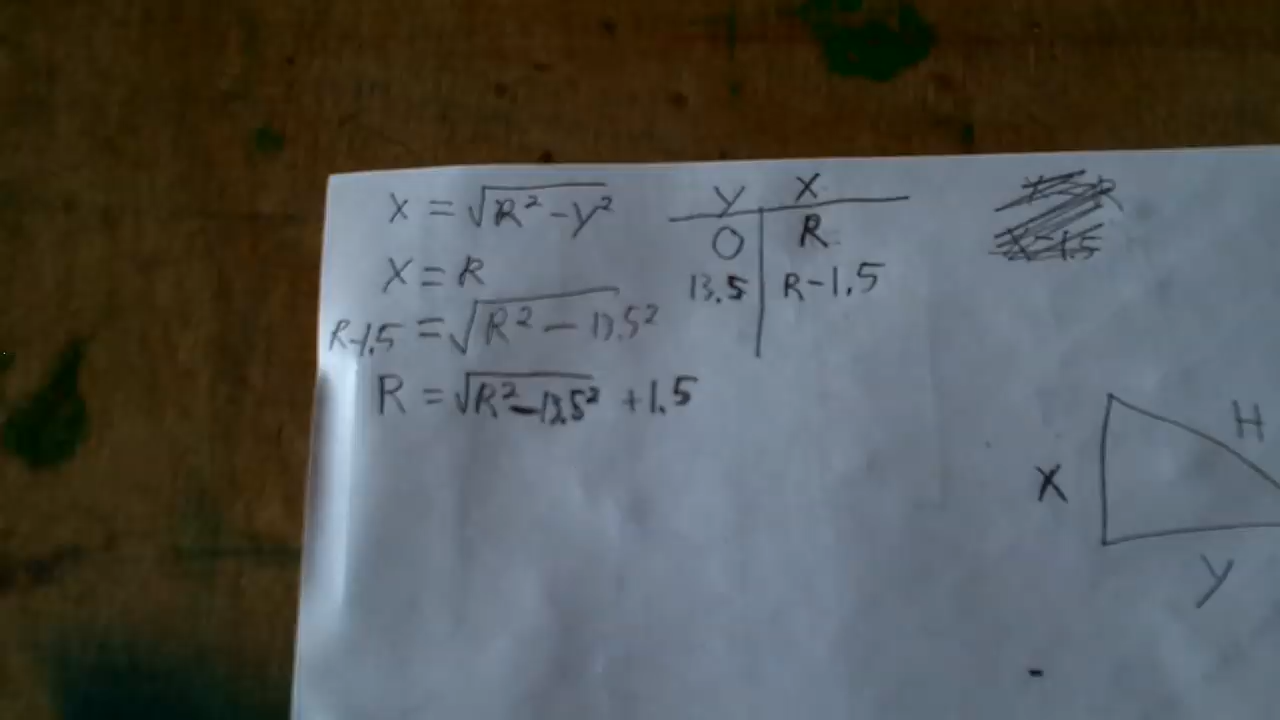 X = √R² - y²
X = R
R-1.5 = √R² - 13.5²
R = √R² - 13.5² + 1.5
y X
0 R
13.5 R - 1.5
H
X
y